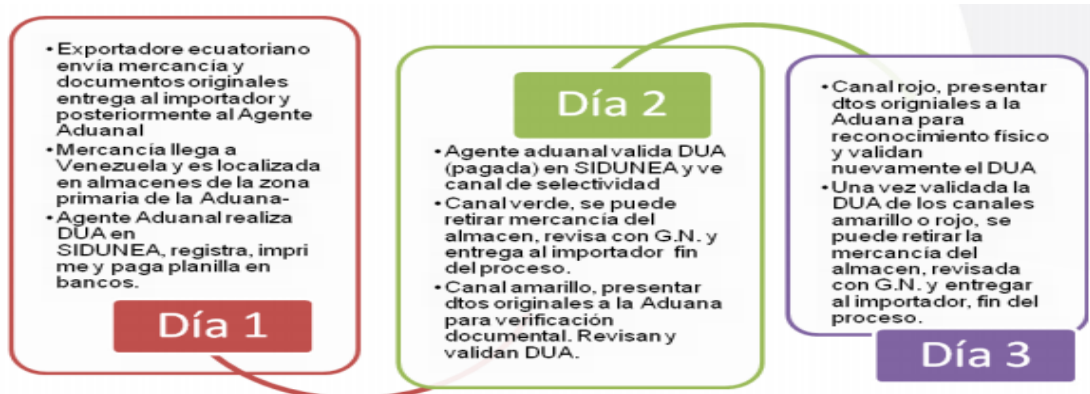 • Exportadore ecuatoriano
envía mercancía y
documentos originales
entrega al importador y
posteriormente al Agente
Aduanal
• Mercancía llega a
Venezuela y es localizada
en almacenes de la zona
primaria de la Aduana-
• Agente Aduanal realiza
DUA en
SIDUNEA, registra, impri
me y paga planilla en
bancos.
Día 1
Día 2
• Agente aduanal valida DUA
(pagada) en SIDUNEA y ve
canal de selectividad
• Canal verde, se puede
retirar mercancía del
almacen, revisa con G.N. y
entrega al importador fin
del proceso.
• Canal amarillo, presentar
dtos originales a la Aduana
para verificación
documental. Revisan y
validan DUA.
• Canal rojo, presentar
dtos origniales a la
Aduana para
reconocimiento físico
y validan
nuevamente el DUA
• Una vez validada la
DUA de los canales
amarillo o rojo, se
puede retirar la
mercancía del
almacen, revisada
con G.N. y entregar
al importador, fin del
proceso.
Día 3